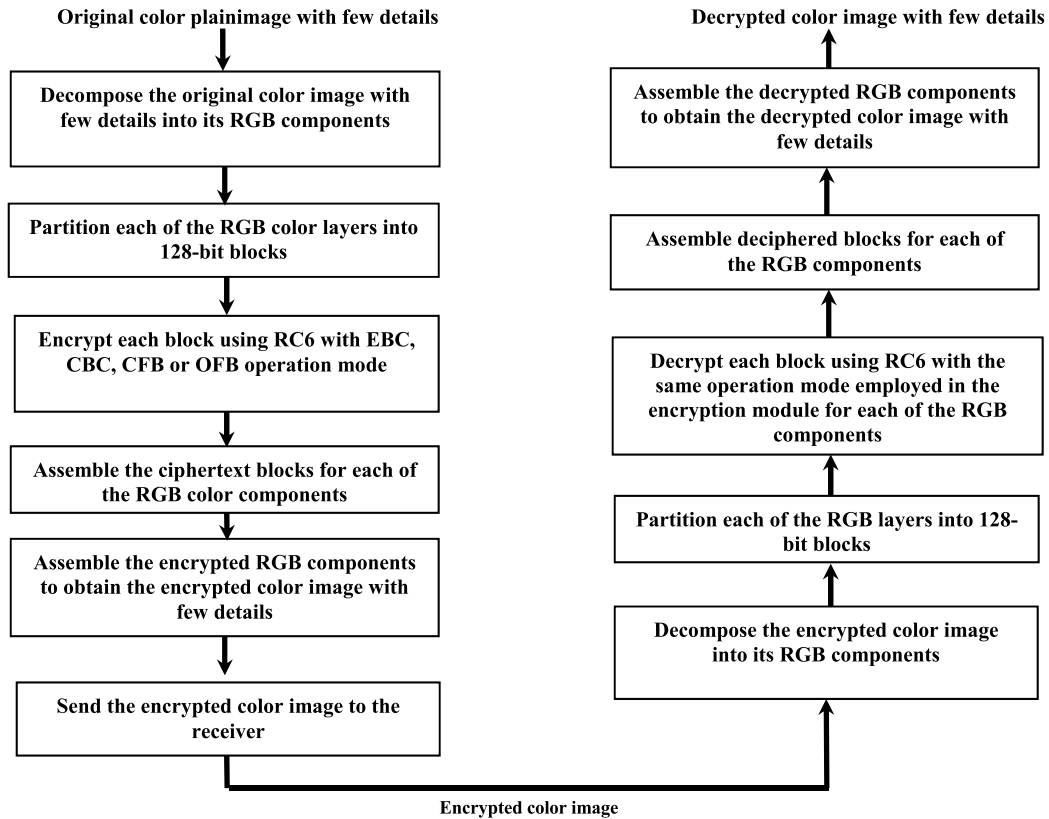 Original color plainimage with few details
Decompose the original color image with
few details into its RGB components
Partition each of the RGB color layers into
128-bit blocks
Encrypt each block using RC6 with EBC,
CBC, CFB or OFB operation mode
Assemble the ciphertext blocks for each of
the RGB color components
Assemble the encrypted RGB components
to obtain the encrypted color image with
few details
Send the encrypted color image to the
receiver
Encrypted color image
Decompose the encrypted color image
into its RGB components
Partition each of the RGB layers into 128-
bit blocks
Decrypt each block using RC6 with the
same operation mode employed in the
encryption module for each of the RGB
components
Assemble deciphered blocks for each of
the RGB components
Assemble the decrypted RGB components
to obtain the decrypted color image with
few details
Decrypted color image with few details